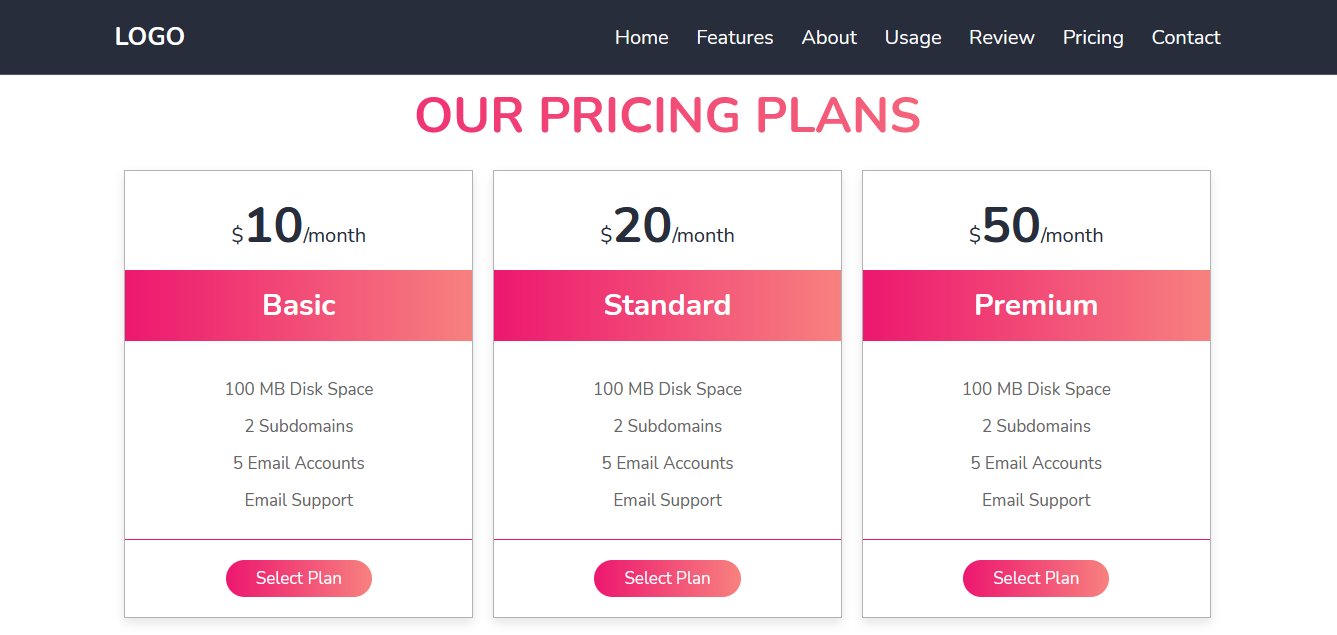 LOGO
Home Features About Usage Review Pricing Contact
OUR PRICING PLANS
$10/month
Basic
100 MB Disk Space
2 Subdomains
5 Email Accounts
Email Support
Select Plan
$20/month
Standard
100 MB Disk Space
2 Subdomains
5 Email Accounts
Email Support
Select Plan
$50/month
Premium
100 MB Disk Space
2 Subdomains
5 Email Accounts
Email Support
Select Plan